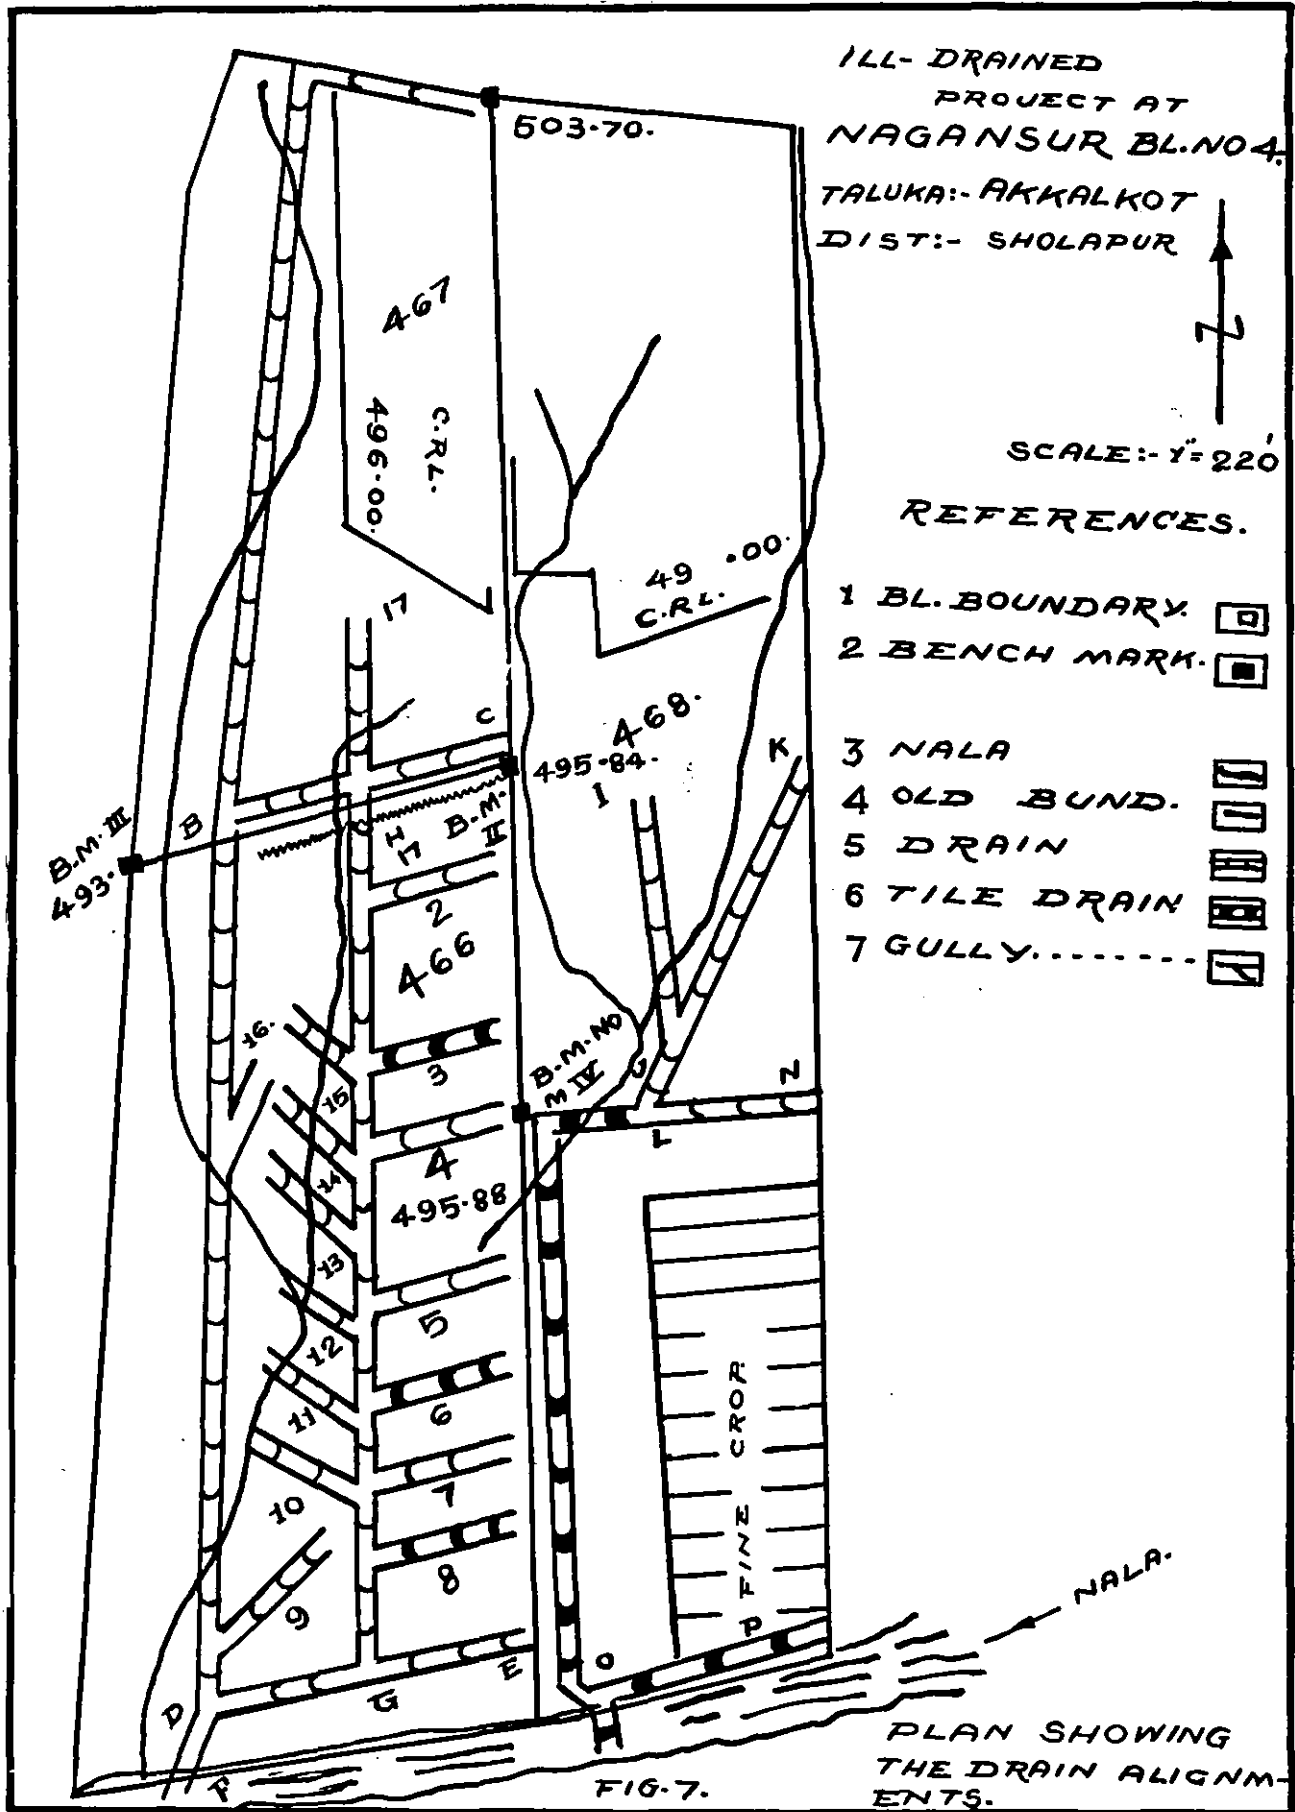 ILL- DRAINED
PROJECT AT
NAGANSUR BL.NO 4.
TALUKA:- AKKALKOT
DIST:- SHOLAPUR
N
SCALE:- 1"= 220'
REFERENCES.
1 BL. BOUNDARY.
2 BENCH MARK.
3 NALA
4 OLD BUND.
5 DRAIN
6 TILE DRAIN
7 GULLY.........
503.70.
467
C.R.L.
496.00.
49 .00.
C.R.L.
17
468.
C
495.84.
K
1
B
B.M. III
493.
H
17
B.M.
II
2
466
16.
3
B.M. NO
M IV
J
N
15
L
4
14
495.88
13
5
12
6
11
7
10
8
9
FINE CROP
P
O
E
G
D
F
NALA.
PLAN SHOWING
THE DRAIN ALIGNM-
ENTS.
FIG.7.